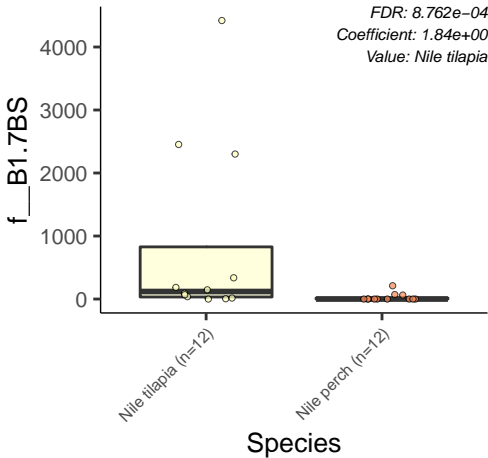 FDR: 8.762e−04
Coefficient: 1.84e+00
Value: Nile tilapia
f__B1.7BS
4000
3000
2000
1000
0
Nile tilapia (n=12)
Nile perch (n=12)
Species